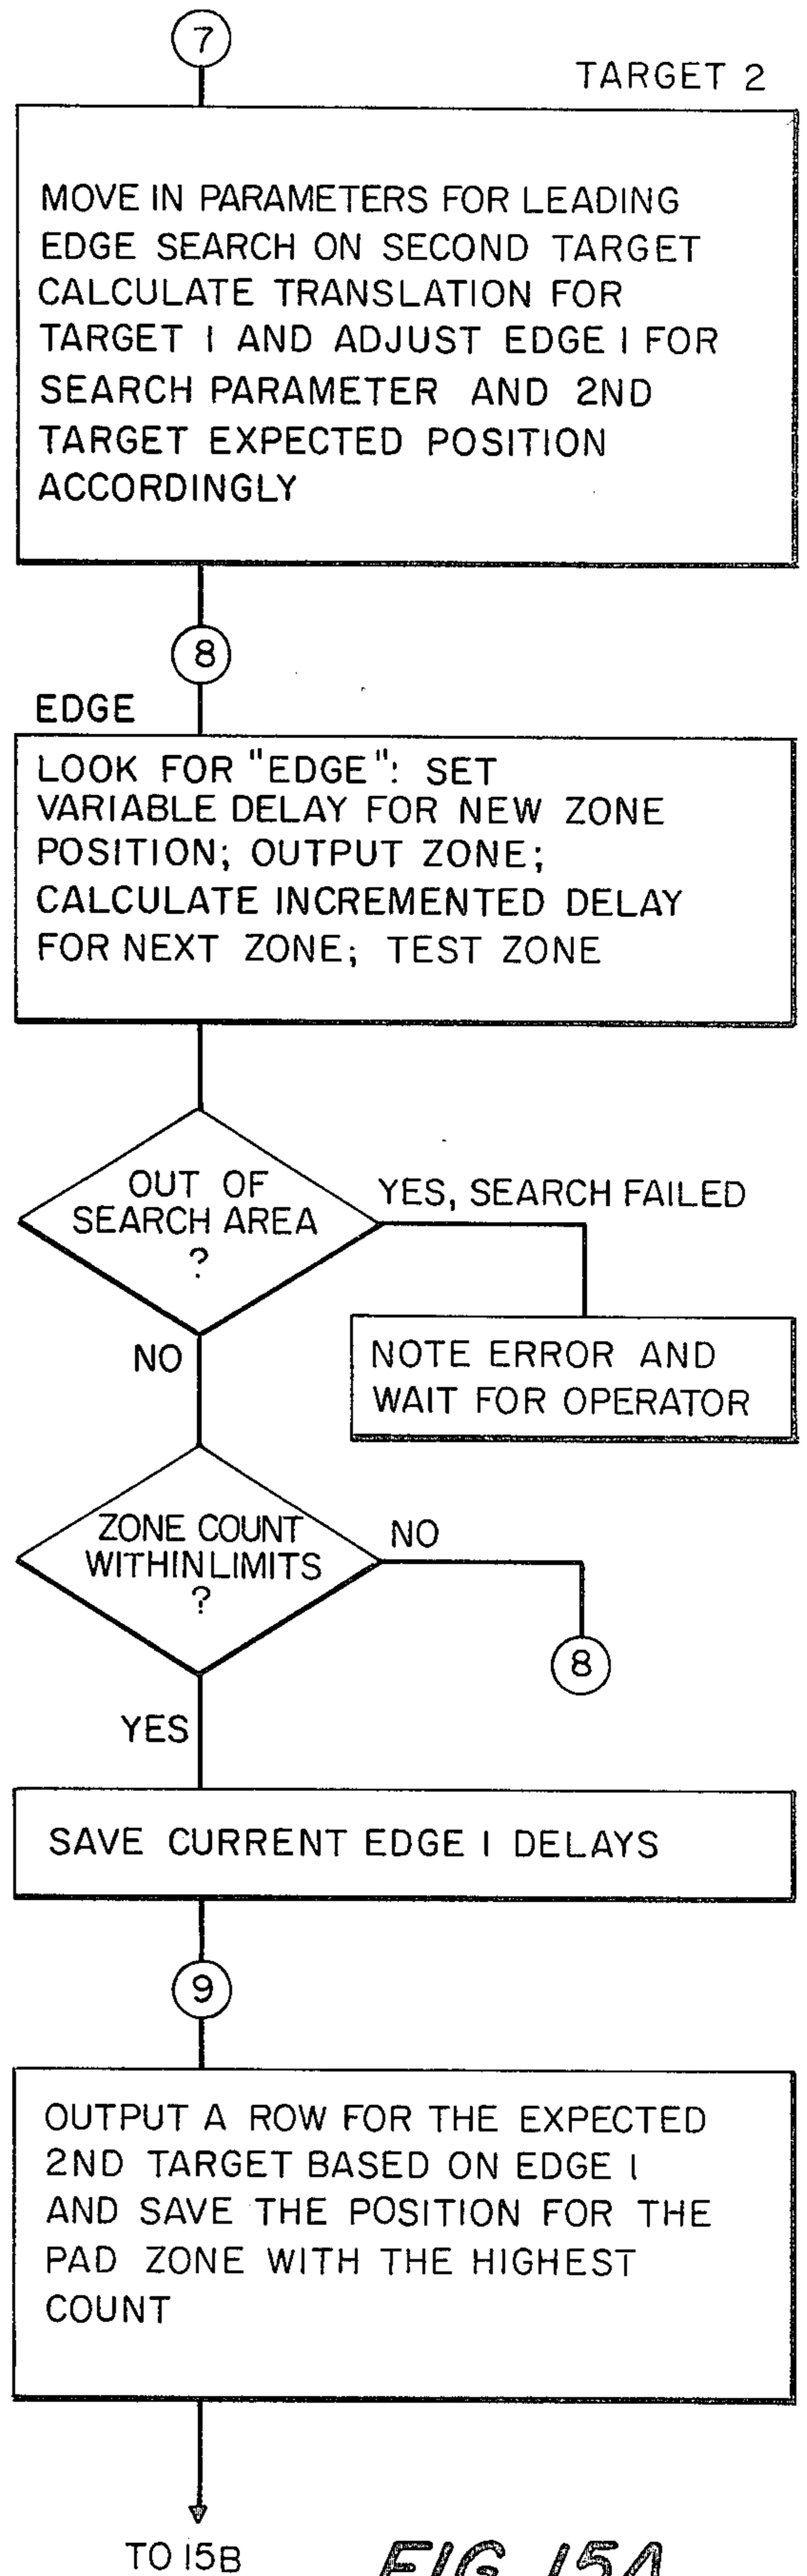 7
TARGET 2
MOVE IN PARAMETERS FOR LEADING
EDGE SEARCH ON SECOND TARGET
CALCULATE TRANSLATION FOR
TARGET 1 AND ADJUST EDGE 1 FOR
SEARCH PARAMETER AND 2ND
TARGET EXPECTED POSITION
ACCORDINGLY
8
EDGE
LOOK FOR "EDGE": SET
VARIABLE DELAY FOR NEW ZONE
POSITION; OUTPUT ZONE;
CALCULATE INCREMENTED DELAY
FOR NEXT ZONE; TEST ZONE
OUT OF
SEARCH AREA
?
YES, SEARCH FAILED
NOTE ERROR AND
WAIT FOR OPERATOR
NO
ZONE COUNT
WITHIN LIMITS
?
NO
8
YES
SAVE CURRENT EDGE 1 DELAYS
9
OUTPUT A ROW FOR THE EXPECTED
2ND TARGET BASED ON EDGE 1
AND SAVE THE POSITION FOR THE
PAD ZONE WITH THE HIGHEST
COUNT
TO 15B
FIG. 15A